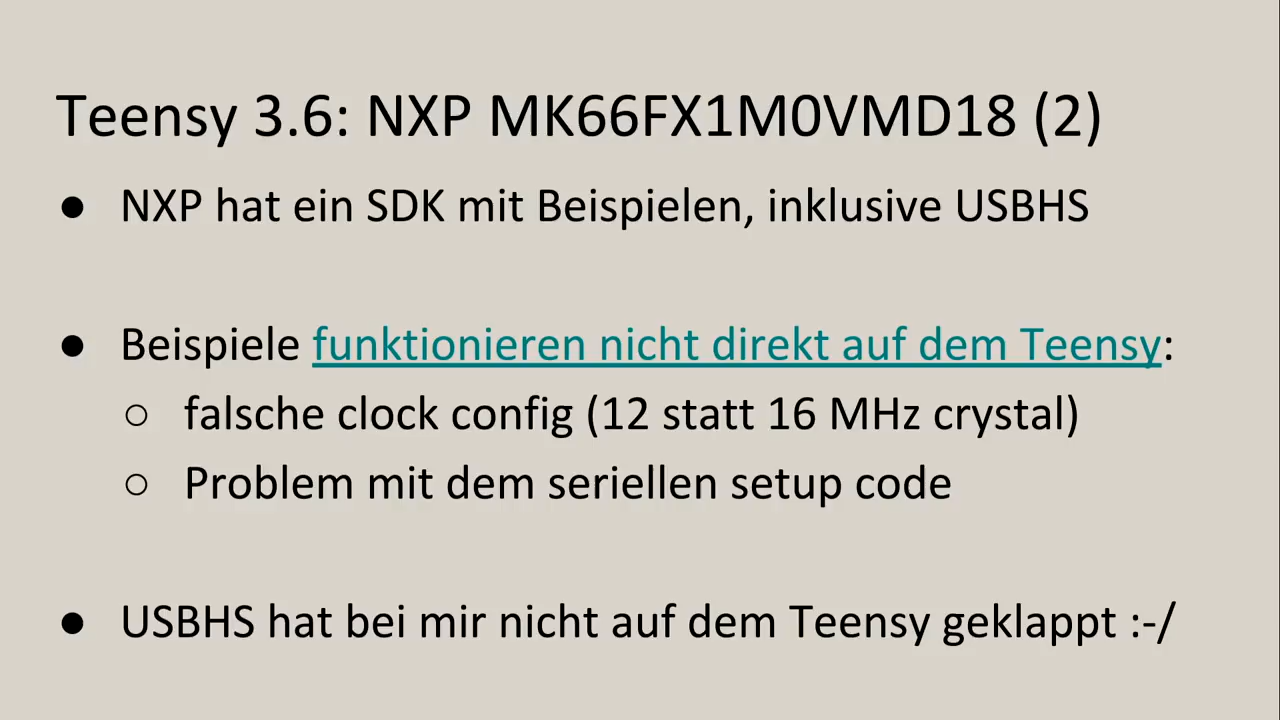 Teensy 3.6: NXP MK66FX1M0VMD18 (2)
● NXP hat ein SDK mit Beispielen, inklusive USBHS
● Beispiele funktionieren nicht direkt auf dem Teensy:
○ falsche clock config (12 statt 16 MHz crystal)
○ Problem mit dem seriellen setup code
● USBHS hat bei mir nicht auf dem Teensy geklappt :-/